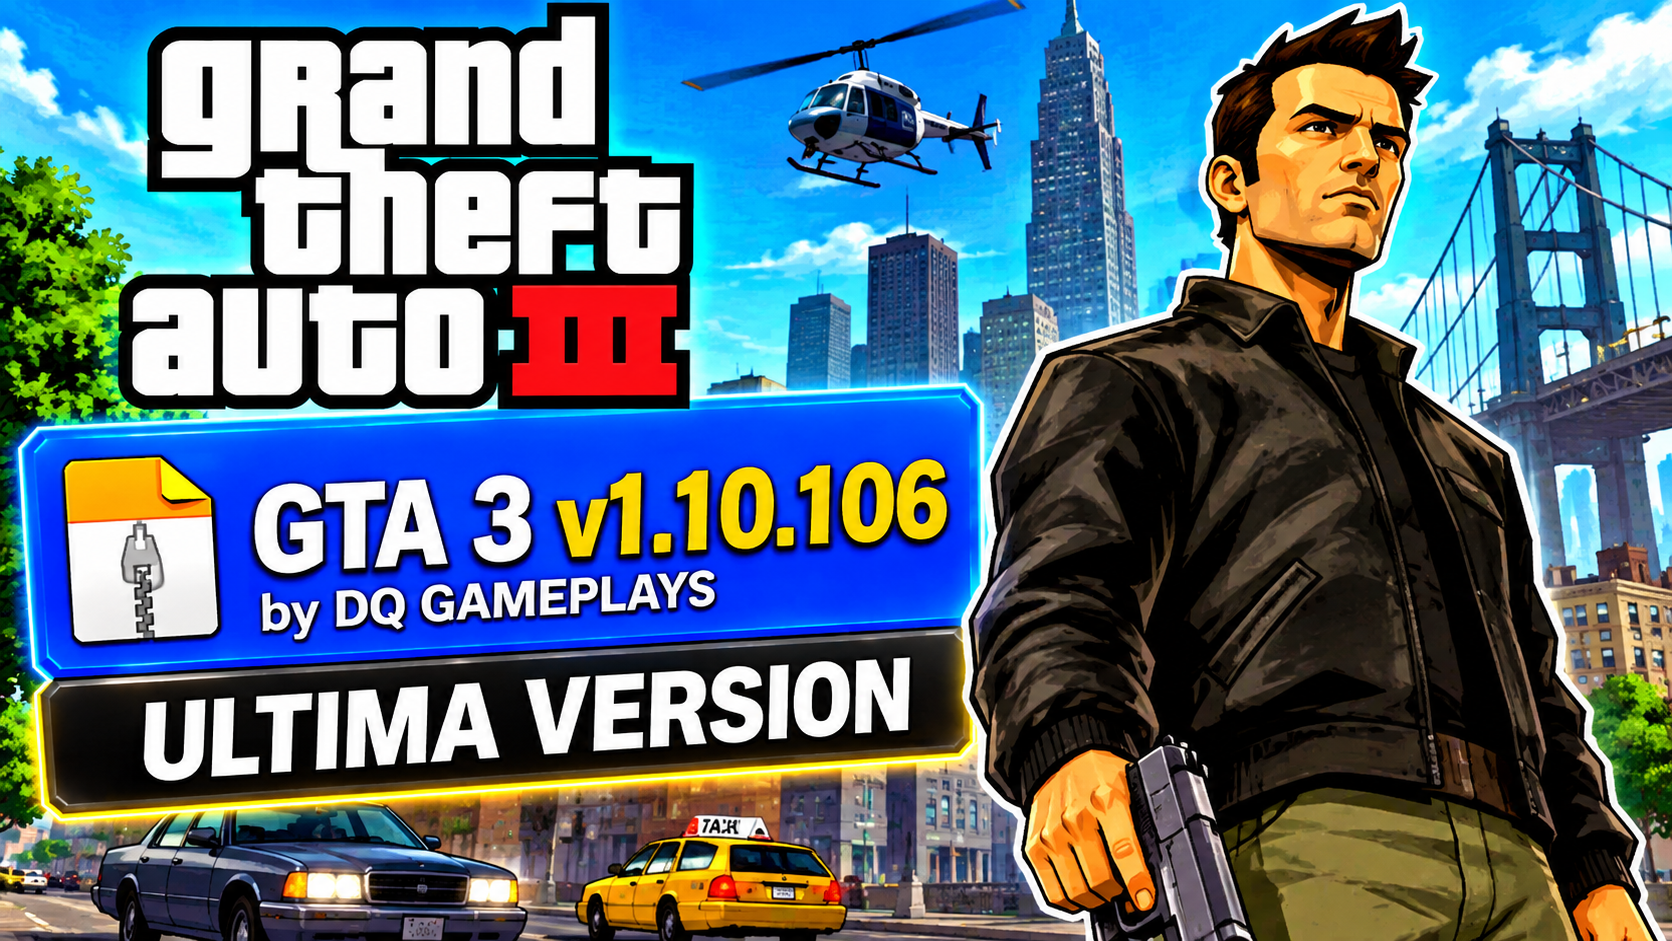 grand
theft
auto III
GTA 3 v1.10.106
by DQ GAMEPLAYS
ULTIMA VERSION
TAXI